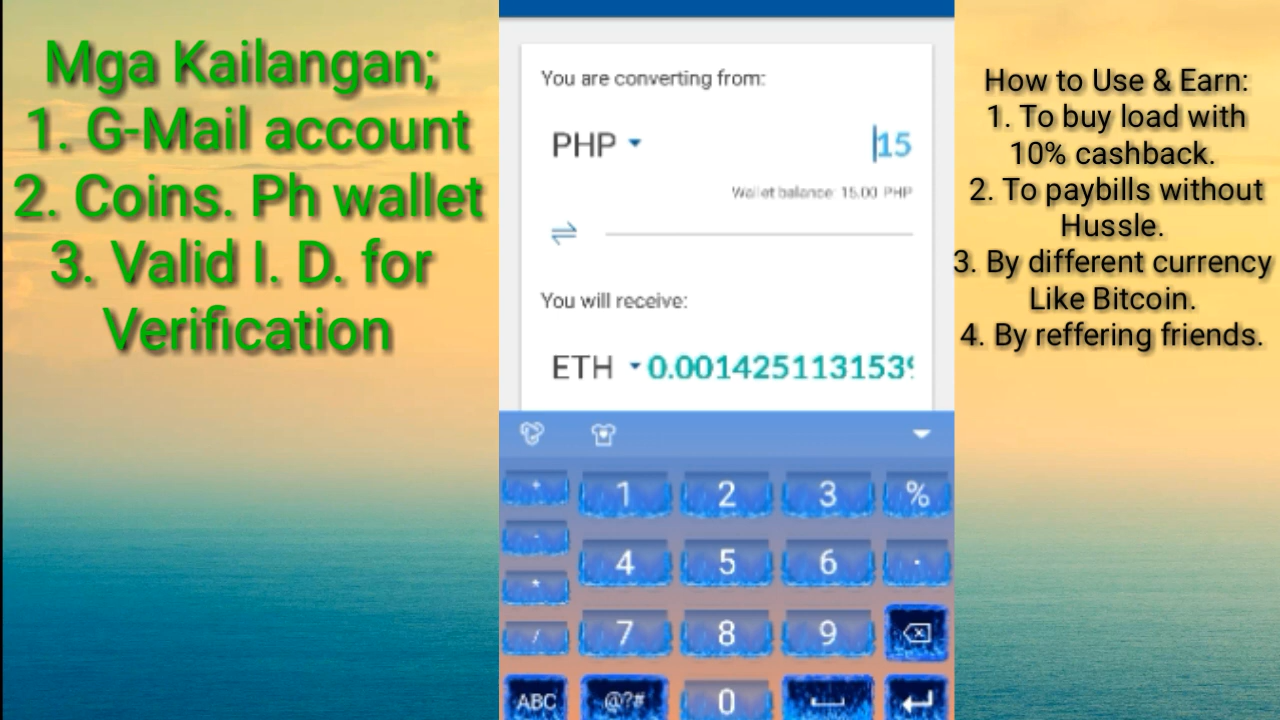 Mga Kailangan;
1. G-Mail account
2. Coins. Ph wallet
3. Valid I. D. for
Verification
You are converting from:
PHP
15
Wallet balance: 15.00 PHP
You will receive:
ETH
0.001425113153
1
2
3
%
4
5
6
.
*
7
8
9
/
ABC
@?#
0
How to Use & Earn:
1. To buy load with
10% cashback.
2. To paybills without
Hussle.
3. By different currency
Like Bitcoin.
4. By reffering friends.